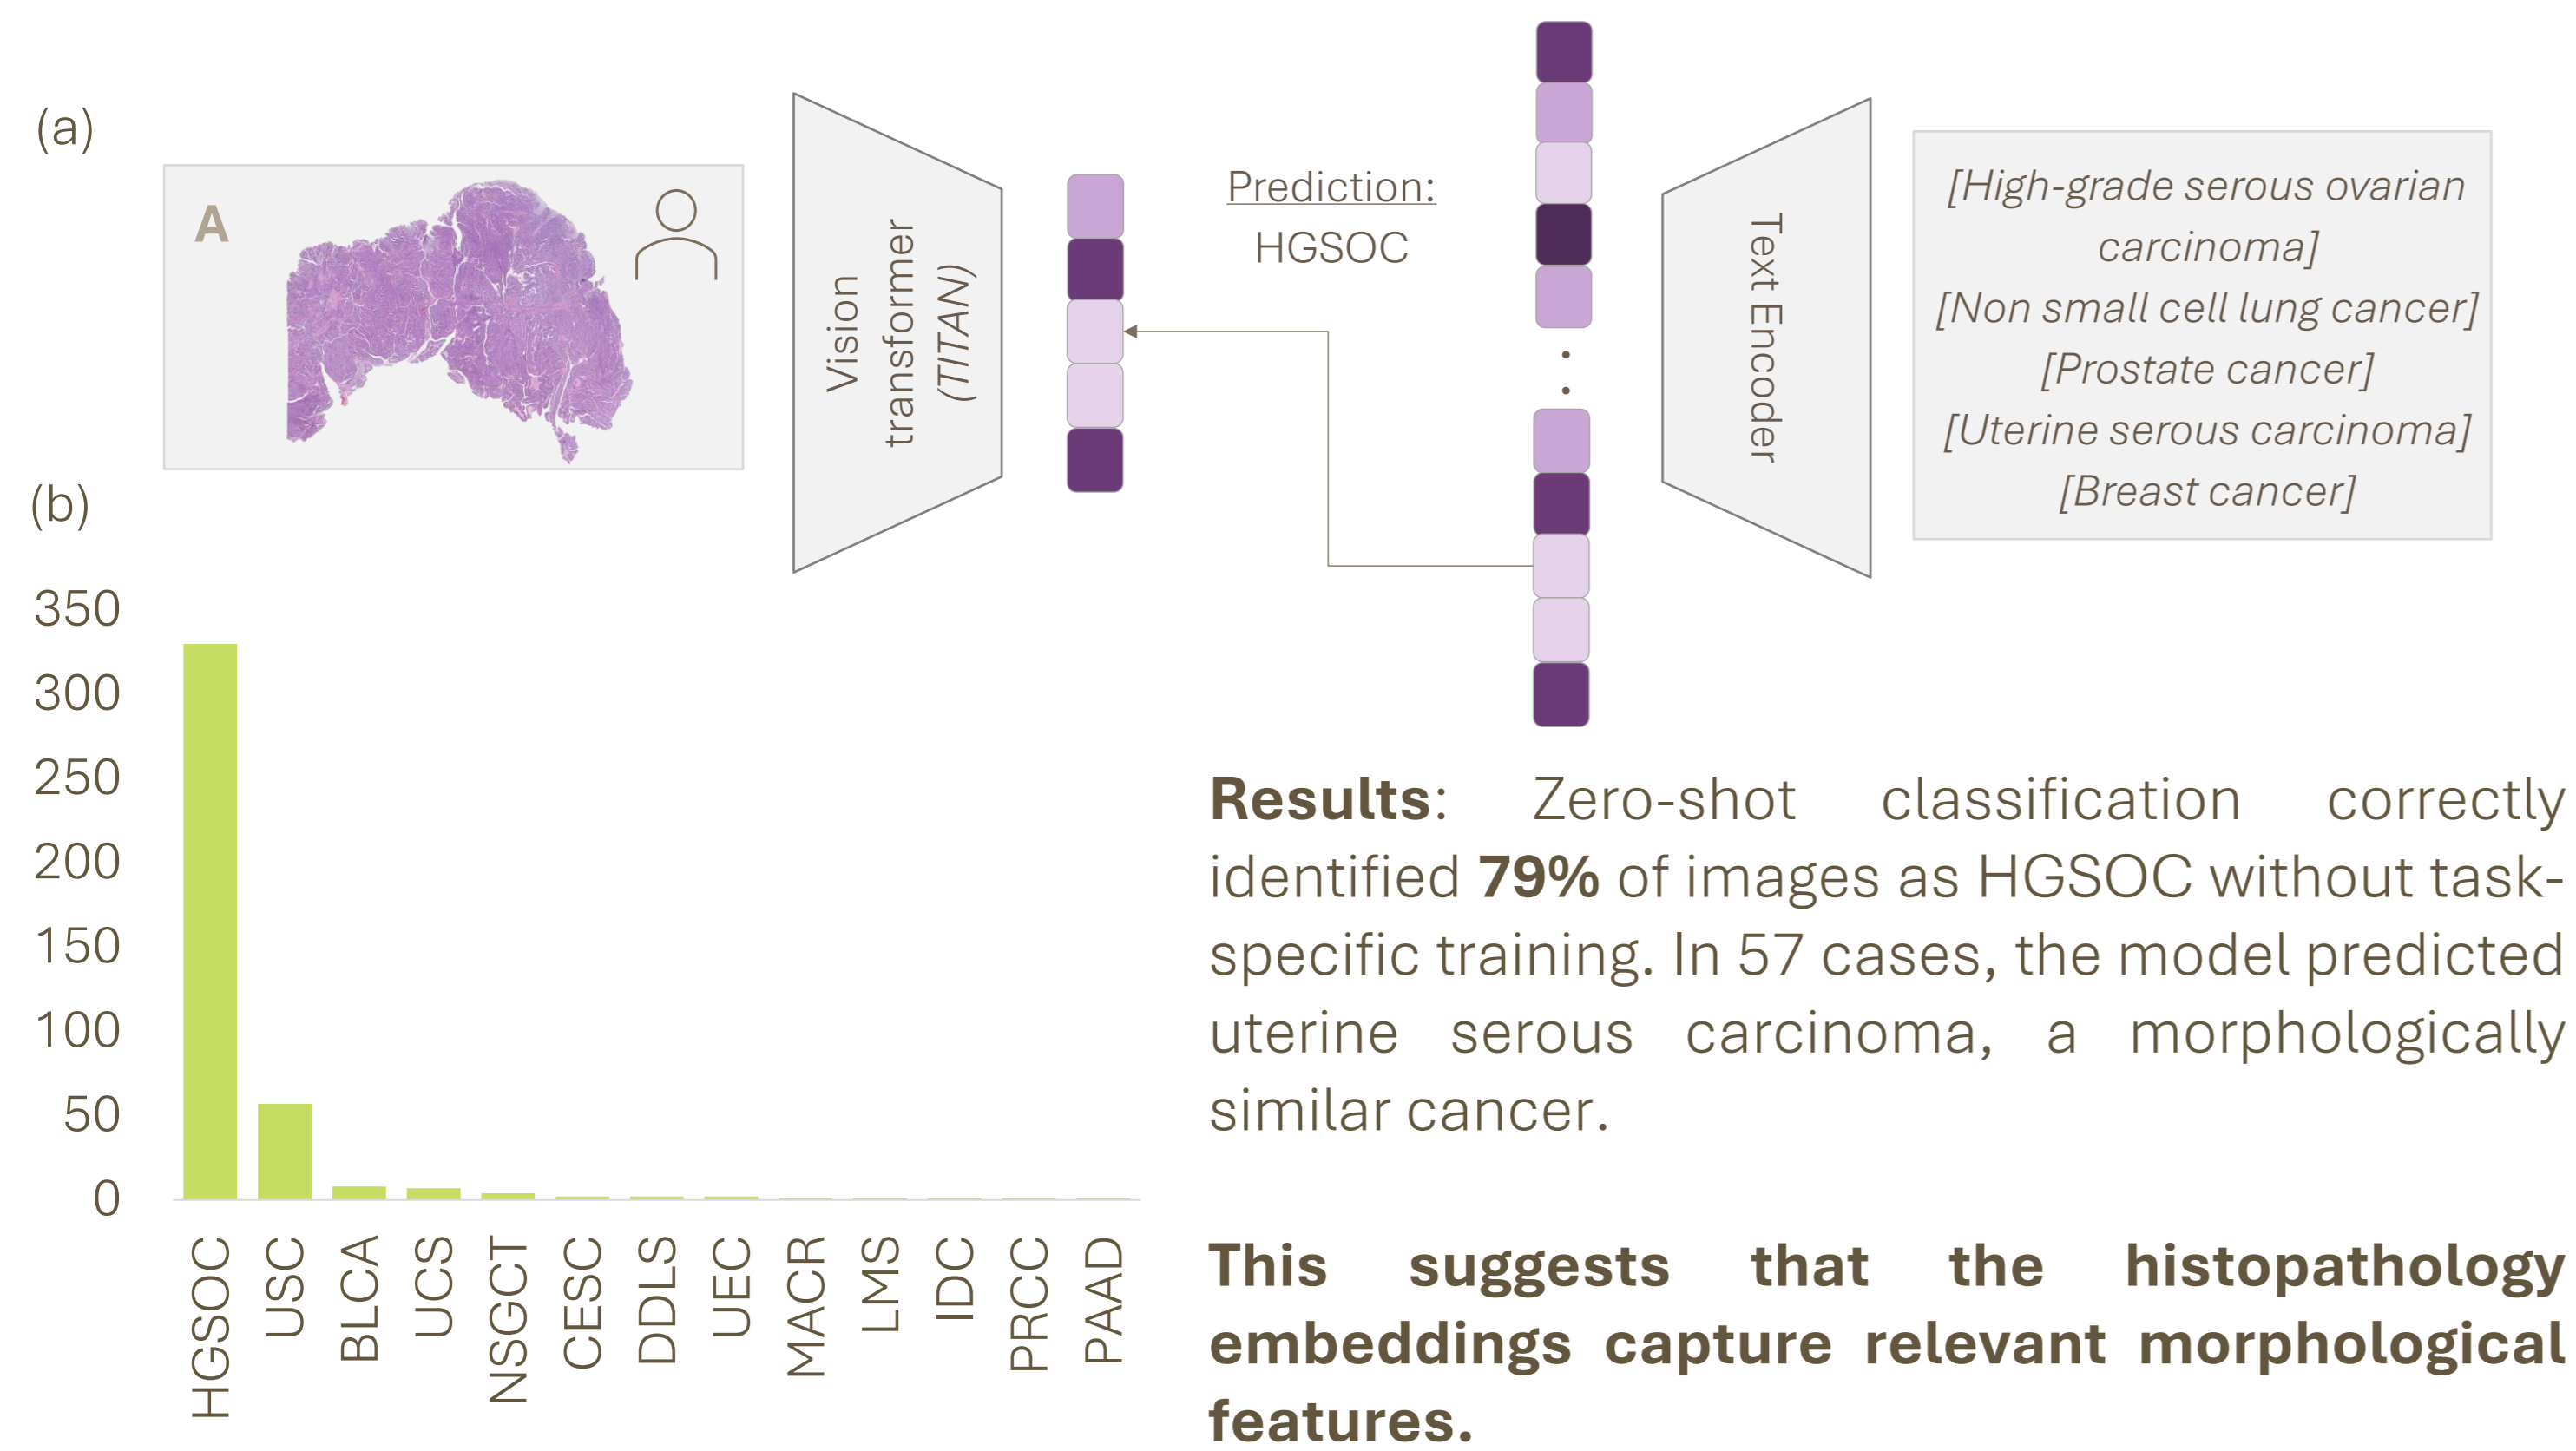 (a)
A
Vision
transformer
(TITAN)
Prediction:
HGSOC
Text Encoder
[High-grade serous ovarian
carcinoma]
[Non small cell lung cancer]
[Prostate cancer]
[Uterine serous carcinoma]
[Breast cancer]
(b)
350
300
250
200
150
100
50
0
HGSOC
USC
BLCA
UCS
NSGCT
CESC
DDLS
UEC
MACR
LMS
IDC
PRCC
PAAD
Results: Zero-shot classification correctly
identified 79% of images as HGSOC without task-
specific training. In 57 cases, the model predicted
uterine serous carcinoma, a morphologically
similar cancer.
This suggests that the histopathology
embeddings capture relevant morphological
features.